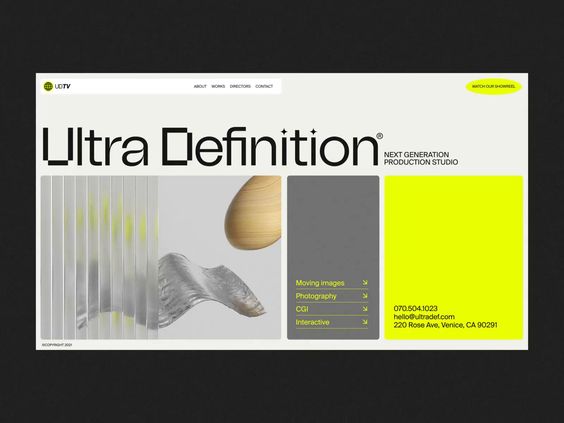 UDTV
ABOUT WORKS DIRECTORS CONTACT
WATCH OUR SHOWREEL
Ultra Definition®
NEXT GENERATION
PRODUCTION STUDIO
Moving images
Photography
CGI
Interactive
070.504.1023
hello@ultradef.com
220 Rose Ave, Venice, CA 90291
©COPYRIGHT 2021